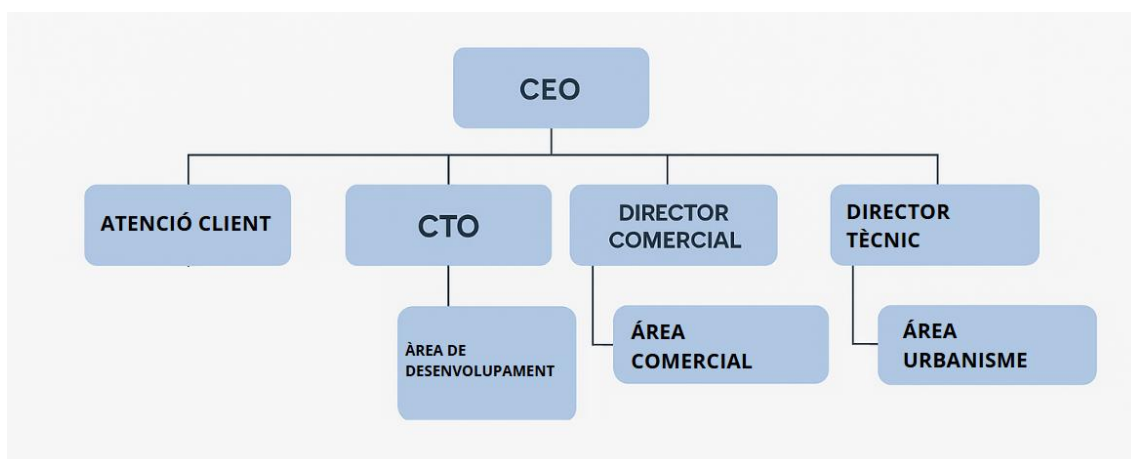 CEO
ATENCIÓ CLIENT
CTO
DIRECTOR
COMERCIAL
DIRECTOR
TÈCNIC
ÀREA DE
DESENVOLUPAMENT
ÁREA
COMERCIAL
ÁREA
URBANISME